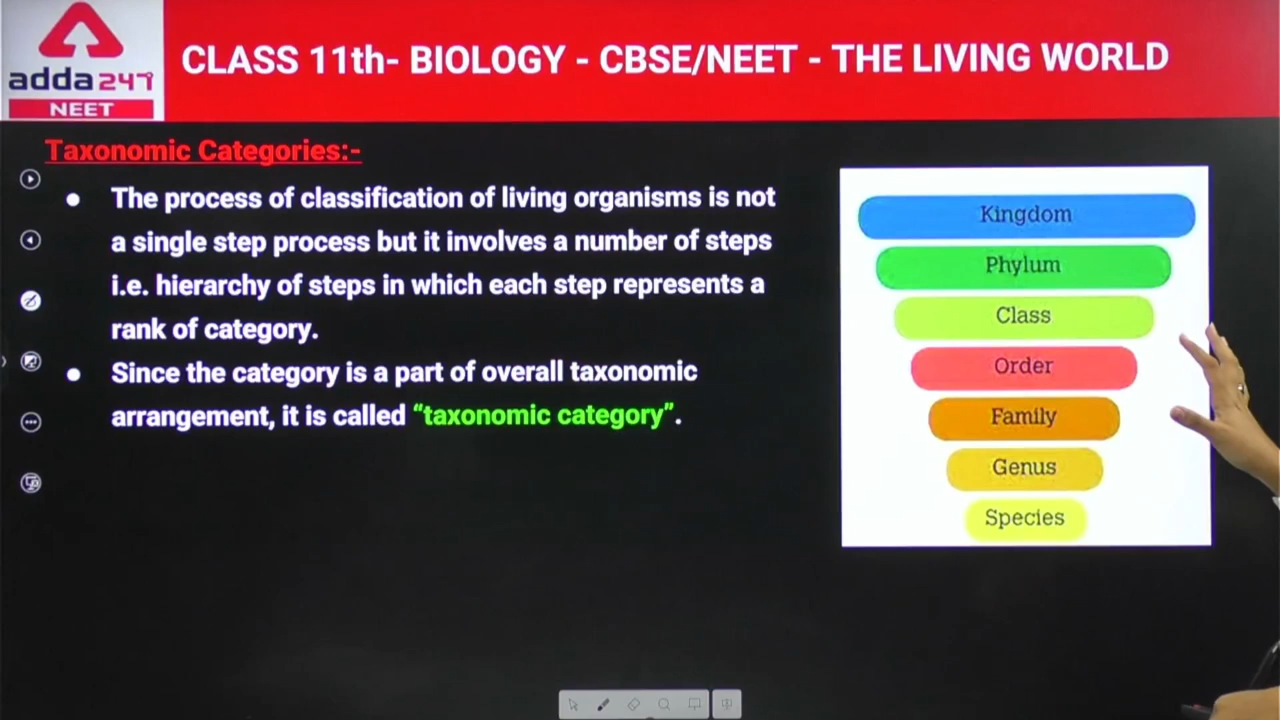 adda247
NEET
CLASS 11th- BIOLOGY - CBSE/NEET - THE LIVING WORLD
Taxonomic Categories:-
The process of classification of living organisms is not
a single step process but it involves a number of steps
i.e. hierarchy of steps in which each step represents a
rank of category.
Since the category is a part of overall taxonomic
arrangement, it is called “taxonomic category”.
Kingdom
Phylum
Class
Order
Family
Genus
Species